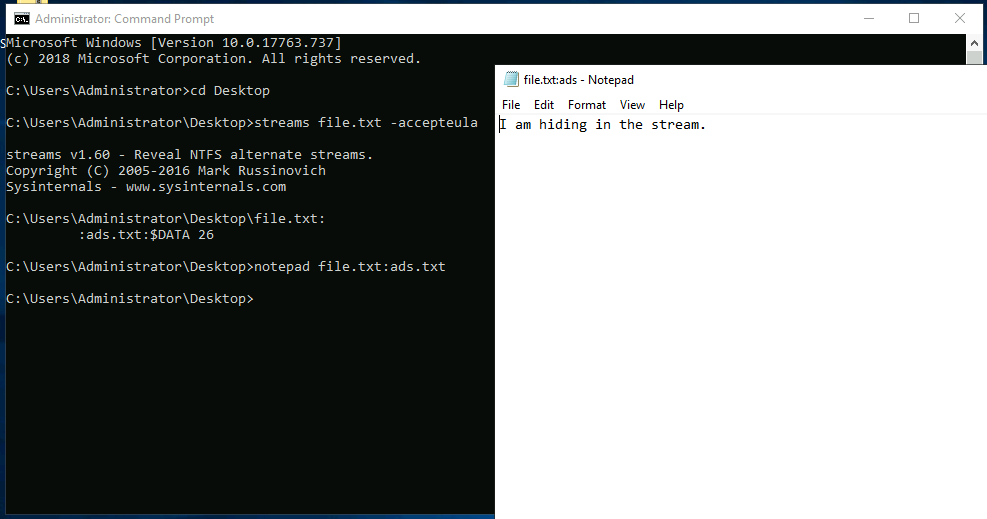 Administrator: Command Prompt
Microsoft Windows [Version 10.0.17763.737]
(c) 2018 Microsoft Corporation. All rights reserved.
C:\Users\Administrator>cd Desktop
C:\Users\Administrator\Desktop>streams file.txt -accepteula
streams v1.60 - Reveal NTFS alternate streams.
Copyright (C) 2005-2016 Mark Russinovich
Sysinternals - www.sysinternals.com
C:\Users\Administrator\Desktop\file.txt:
:ads.txt:$DATA 26
C:\Users\Administrator\Desktop>notepad file.txt:ads.txt
C:\Users\Administrator\Desktop>
file.txt:ads - Notepad
File Edit Format View Help
I am hiding in the stream.